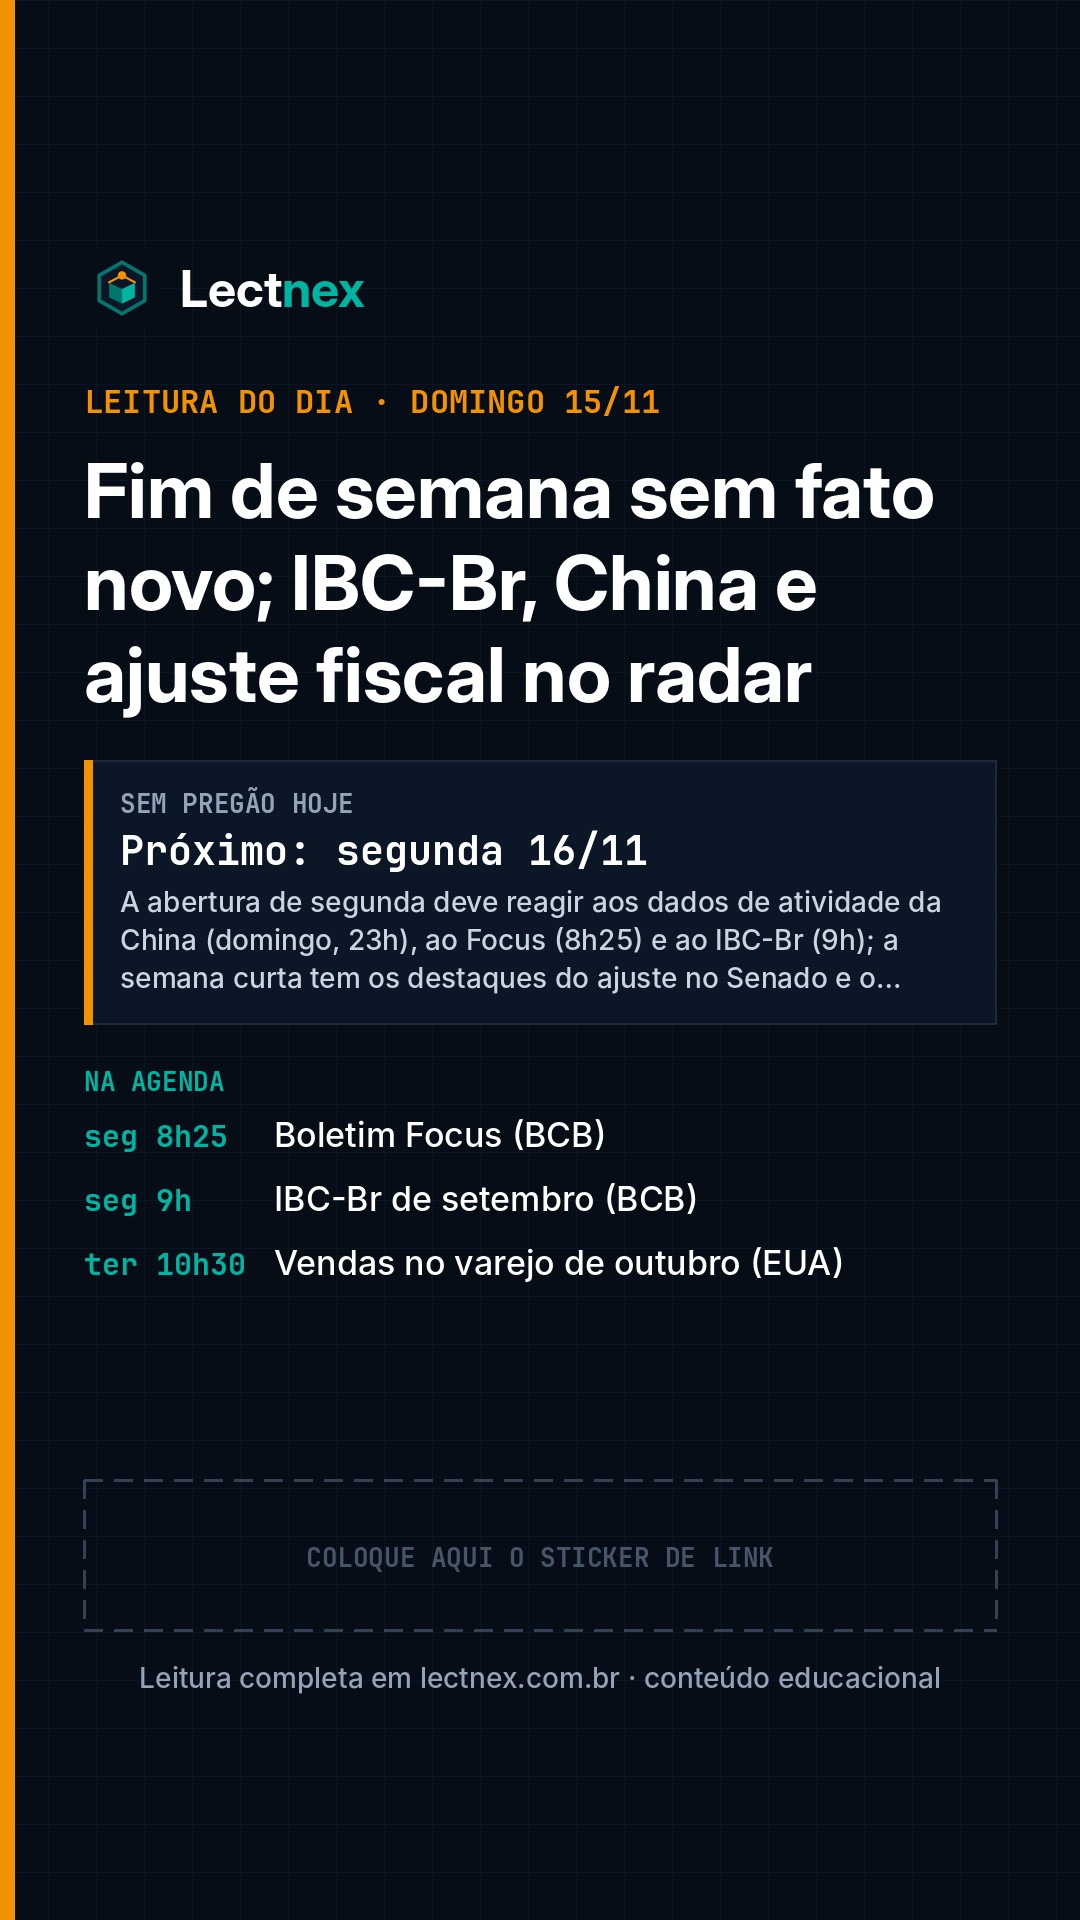 Lectnex
LEITURA DO DIA · DOMINGO 15/11
Fim de semana sem fato
novo; IBC-Br, China e
ajuste fiscal no radar
SEM PREGÃO HOJE
Próximo: segunda 16/11
A abertura de segunda deve reagir aos dados de atividade da
China (domingo, 23h), ao Focus (8h25) e ao IBC-Br (9h); a
semana curta tem os destaques do ajuste no Senado e o...
NA AGENDA
seg 8h25 Boletim Focus (BCB)
seg 9h IBC-Br de setembro (BCB)
ter 10h30 Vendas no varejo de outubro (EUA)
COLOQUE AQUI O STICKER DE LINK
Leitura completa em lectnex.com.br · conteúdo educacional